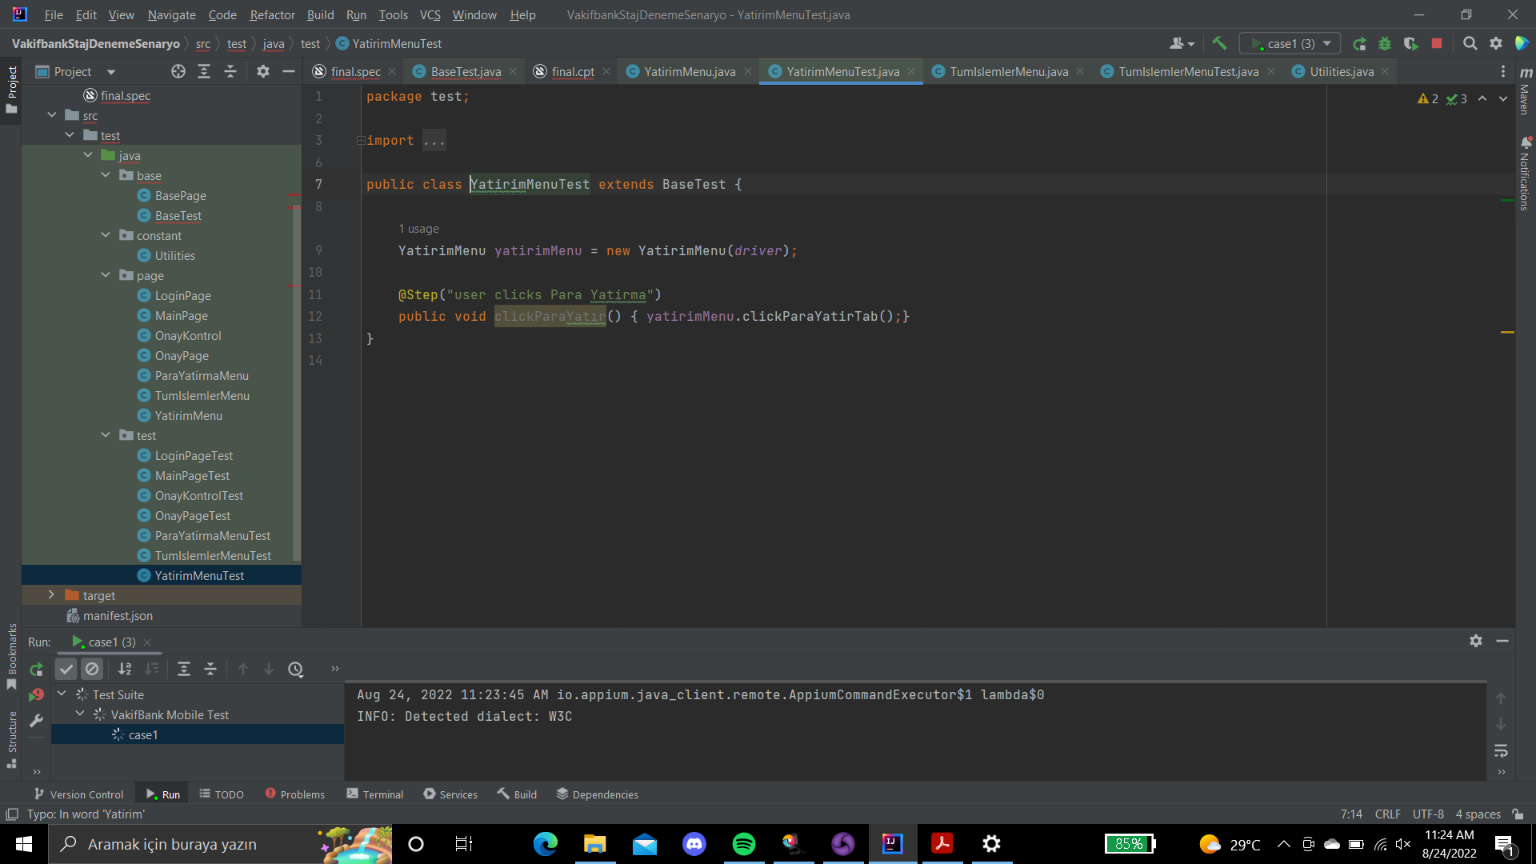 File Edit View Navigate Code Refactor Build Run Tools VCS Window Help VakifbankStajDenemeSenaryo - YatirimMenuTest.java
VakifbankStajDenemeSenaryo src test java test YatirimMenuTest case1 (3)
Project
final.spec BaseTest.java final.cpt YatirimMenu.java YatirimMenuTest.java TumIslemlerMenu.java TumIslemlerMenuTest.java Utilities.java
Project
Bookmarks
Structure
Maven
Notifications
final.spec
src
test
java
base
BasePage
BaseTest
constant
Utilities
page
LoginPage
MainPage
OnayKontrol
OnayPage
ParaYatirmaMenu
TumIslemlerMenu
YatirimMenu
test
LoginPageTest
MainPageTest
OnayKontrolTest
OnayPageTest
ParaYatirmaMenuTest
TumIslemlerMenuTest
YatirimMenuTest
target
manifest.json
2 3
1 package test;
2
3 import ...
6
7 public class YatirimMenuTest extends BaseTest {
8
1 usage
9 YatirimMenu yatirimMenu = new YatirimMenu(driver);
10
11 @Step("user clicks Para Yatirma")
12 public void clickParaYatır() { yatirimMenu.clickParaYatirTab();}
13 }
14
Run: case1 (3)
Test Suite
VakifBank Mobile Test
case1
Aug 24, 2022 11:23:45 AM io.appium.java_client.remote.AppiumCommandExecutor$1 lambda$0
INFO: Detected dialect: W3C
Version Control Run TODO Problems Terminal Services Build Dependencies
Typo: In word 'Yatirim' 7:14 CRLF UTF-8 4 spaces
Aramak için buraya yazın 85% 29°C 11:24 AM
8/24/2022 1